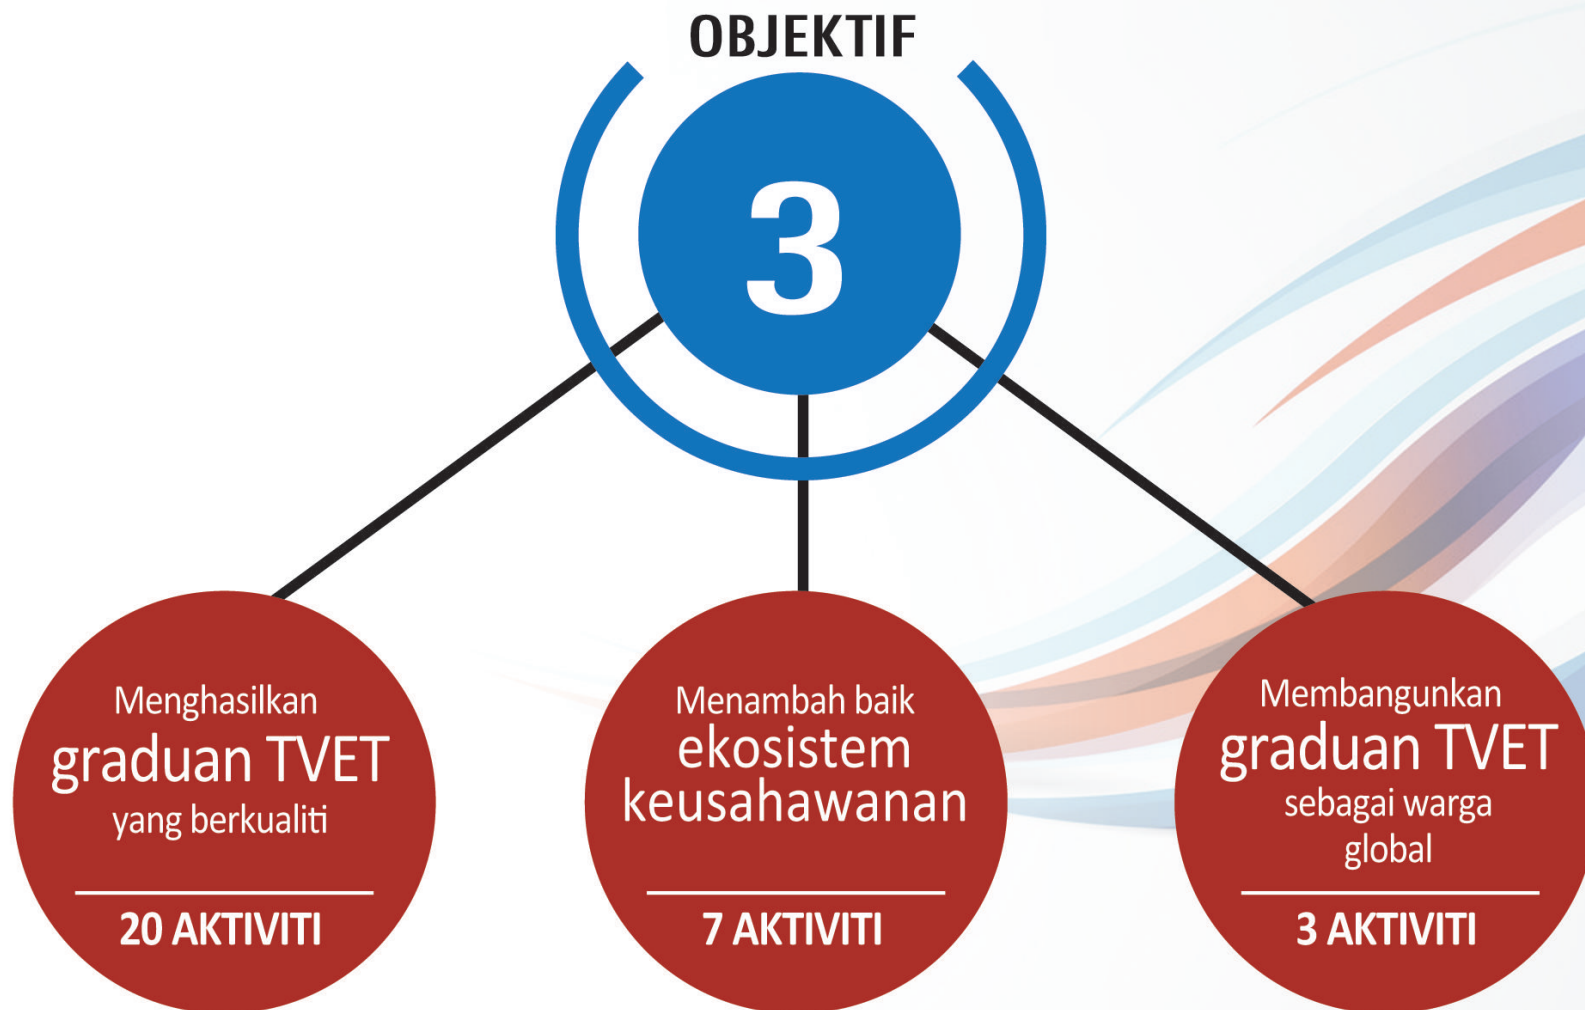 OBJEKTIF
3
Menghasilkan
graduan TVET
yang berkualiti
20 AKTIVITI
Menambah baik
ekosistem
keusahawanan
7 AKTIVITI
Membangunkan
graduan TVET
sebagai warga
global
3 AKTIVITI